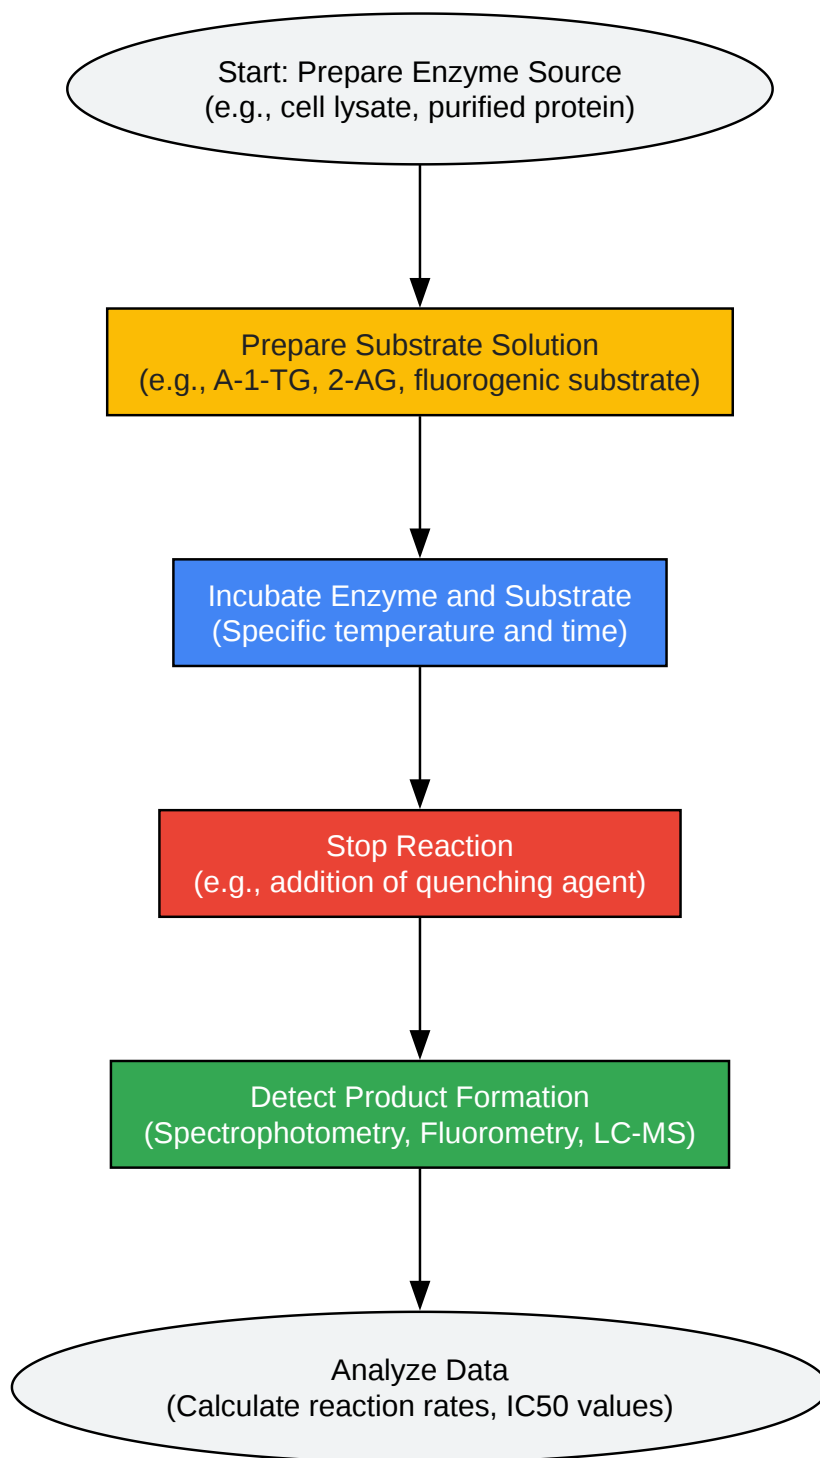 Start: Prepare Enzyme Source
(e.g., cell lysate, purified protein)
Prepare Substrate Solution
(e.g., A-1-TG, 2-AG, fluorogenic substrate)
Incubate Enzyme and Substrate
(Specific temperature and time)
Stop Reaction
(e.g., addition of quenching agent)
Detect Product Formation
(Spectrophotometry, Fluorometry, LC-MS)
Analyze Data
(Calculate reaction rates, IC50 values)